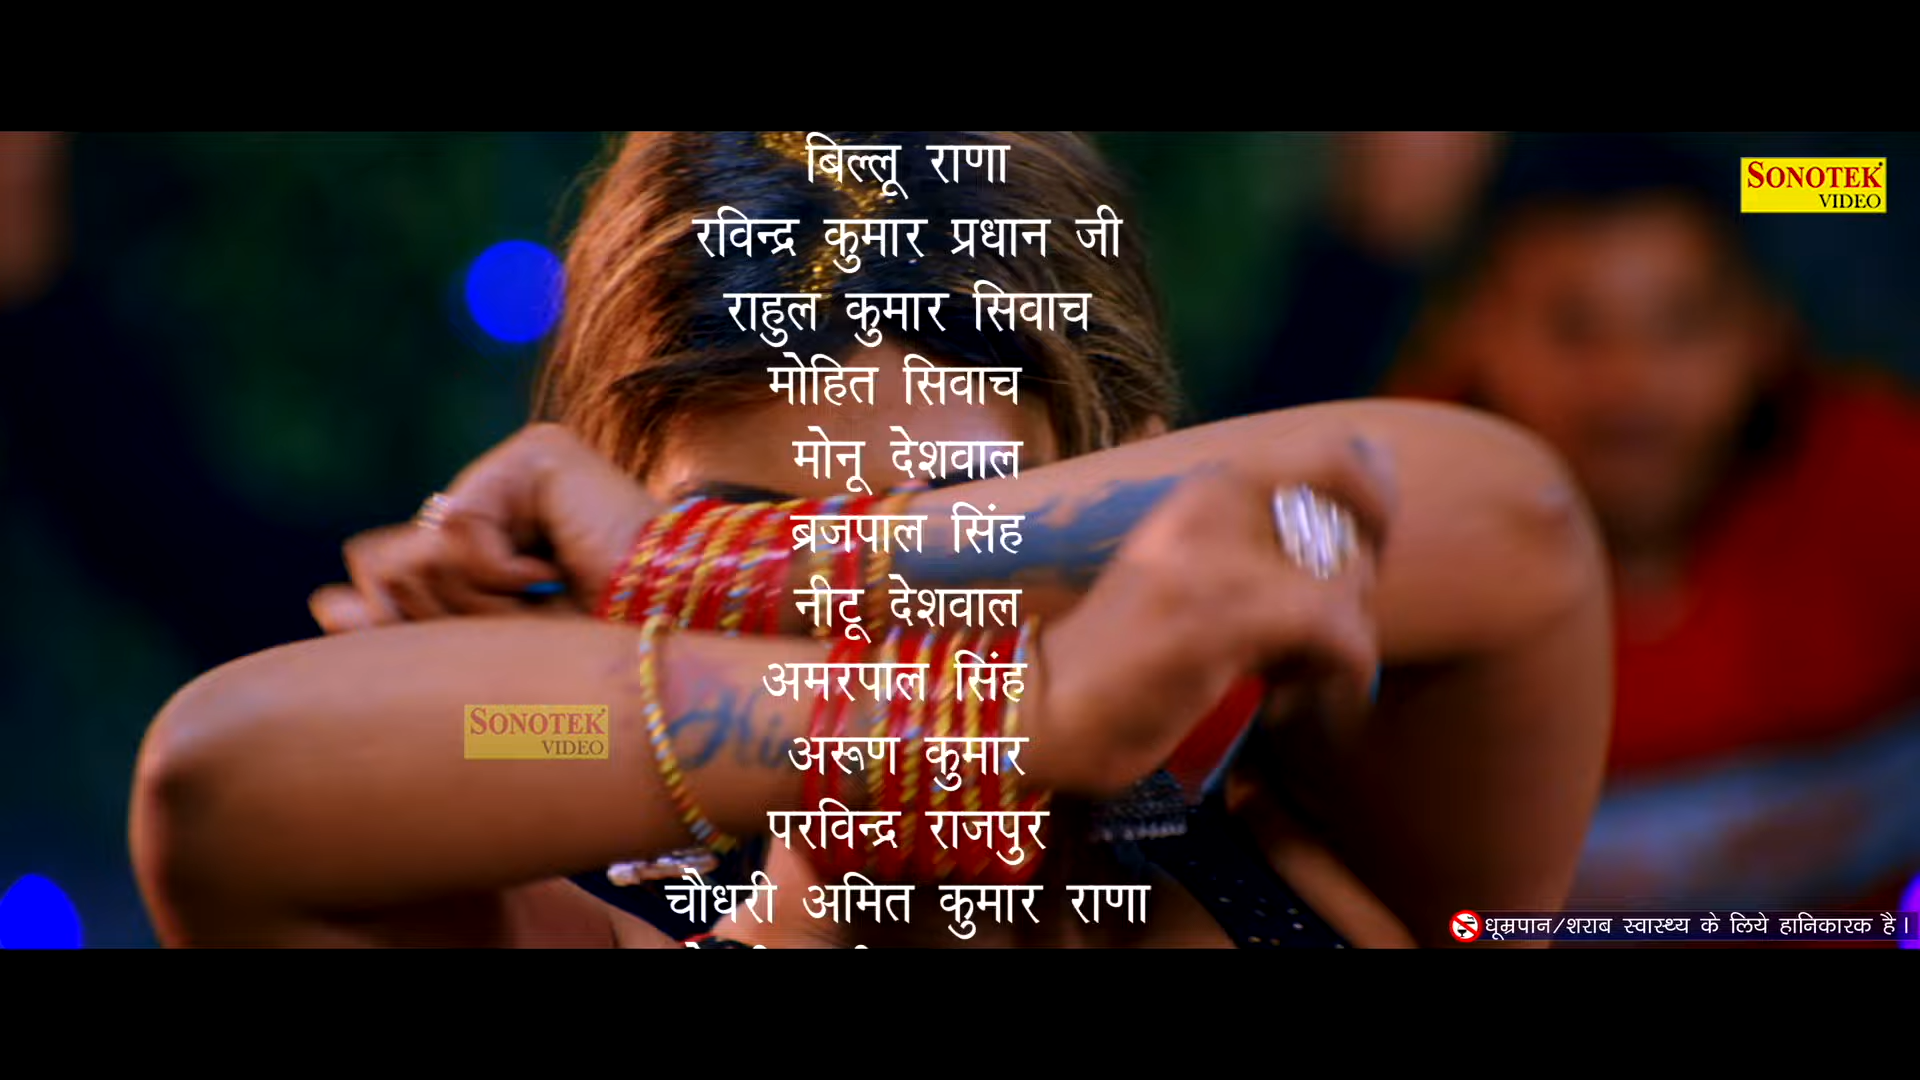 बिल्लू राणा
SONOTEK
VIDEO
रविन्द्र कुमार प्रधान जी
राहुल कुमार सिवाच
मोहित सिवाच
मोनू देशवाल
ब्रजपाल सिंह
नीटू देशवाल
अमरपाल सिंह
SONOTEK
VIDEO
अरूण कुमार
परविन्द्र राजपुर
चौधरी अमित कुमार राणा
धूम्रपान/शराब स्वास्थ्य के लिये हानिकारक है।